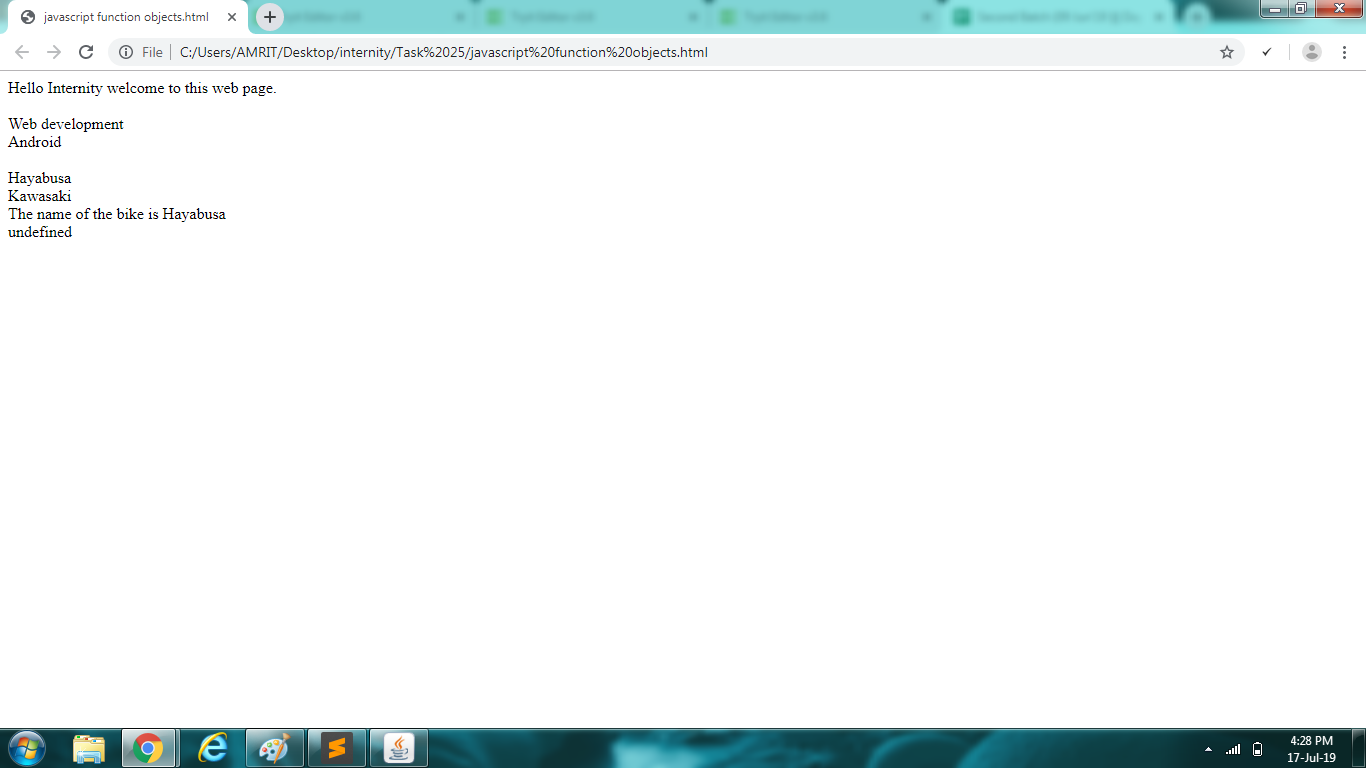 javascript function objects.html
File
C:/Users/AMRIT/Desktop/internity/Task%2025/javascript%20function%20objects.html
Hello Internity welcome to this web page.
Web development
Android
Hayabusa
Kawasaki
The name of the bike is Hayabusa
undefined
4:28 PM
17-Jul-19